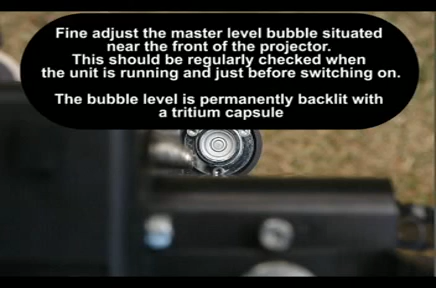 Fine adjust the master level bubble situated
near the front of the projector.
This should be regularly checked when
the unit is running and just before switching on.
The bubble level is permanently backlit with
a tritium capsule